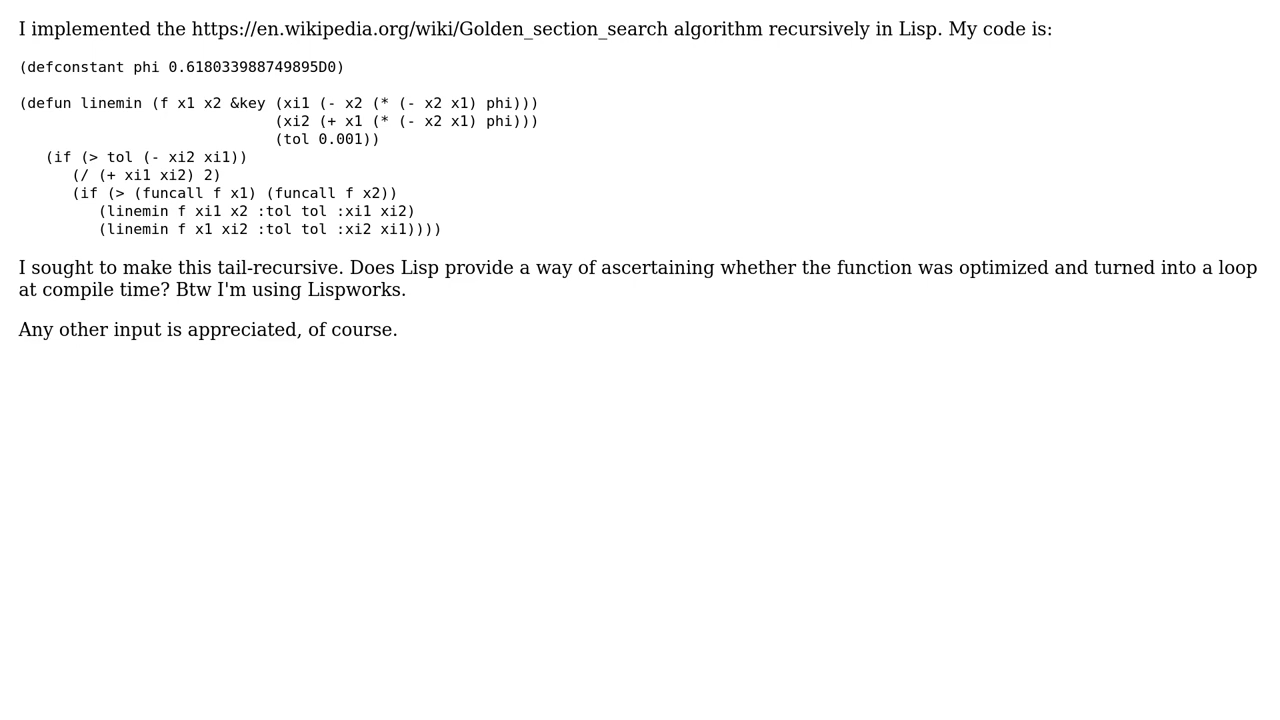 I implemented the https://en.wikipedia.org/wiki/Golden_section_search algorithm recursively in Lisp. My code is:
(defconstant phi 0.618033988749895D0)
(defun linemin (f x1 x2 &key (xi1 (- x2 (* (- x2 x1) phi)))
                             (xi2 (+ x1 (* (- x2 x1) phi)))
                             (tol 0.001))
   (if (> tol (- xi2 xi1))
      (/ (+ xi1 xi2) 2)
      (if (> (funcall f x1) (funcall f x2))
         (linemin f xi1 x2 :tol tol :xi1 xi2)
         (linemin f x1 xi2 :tol tol :xi2 xi1))))
I sought to make this tail-recursive. Does Lisp provide a way of ascertaining whether the function was optimized and turned into a loop
at compile time? Btw I'm using Lispworks.
Any other input is appreciated, of course.